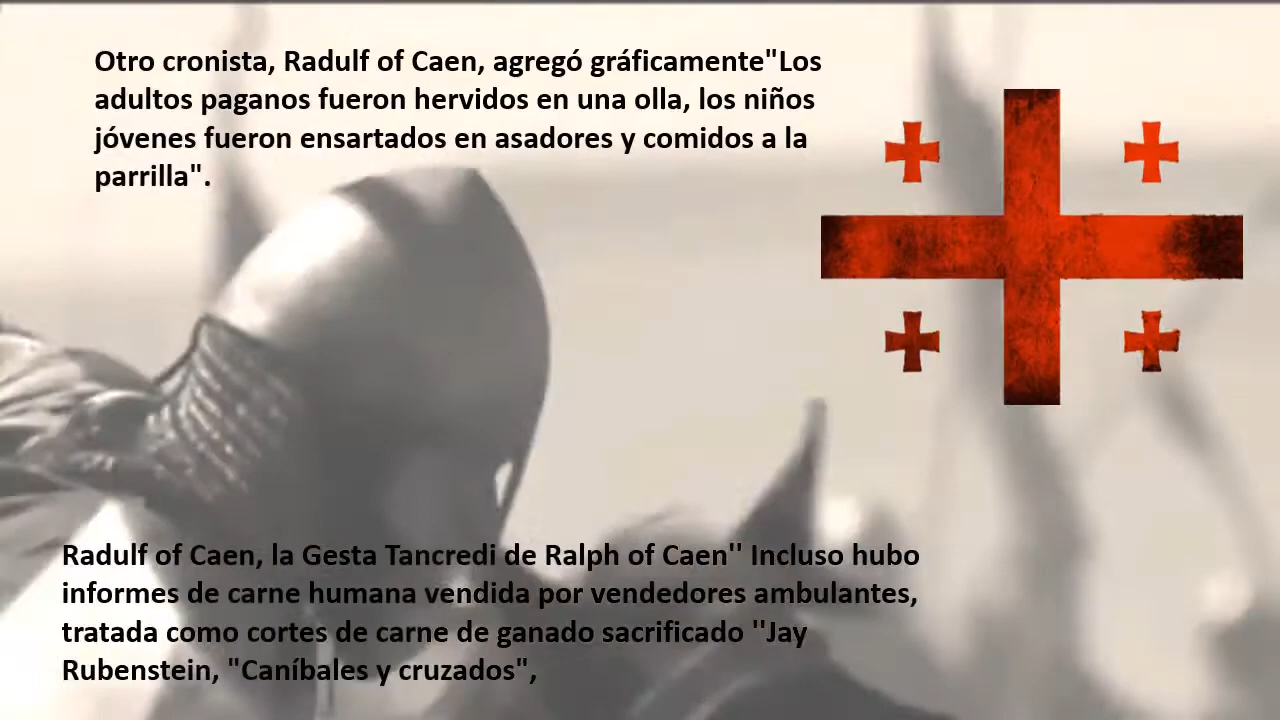 Otro cronista, Radulf of Caen, agregó gráficamente"Los
adultos paganos fueron hervidos en una olla, los niños
jóvenes fueron ensartados en asadores y comidos a la
parrilla".
Radulf of Caen, la Gesta Tancredi de Ralph of Caen'' Incluso hubo
informes de carne humana vendida por vendedores ambulantes,
tratada como cortes de carne de ganado sacrificado ''Jay
Rubenstein, "Caníbales y cruzados",